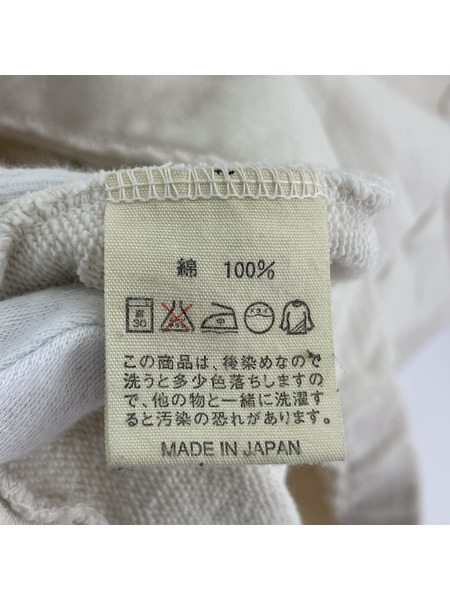 綿 100%
この商品は、後染めなので
洗うと多少色落ちしますの
で、他の物と一緒に洗濯す
ると汚染の恐れがあります。
MADE IN JAPAN